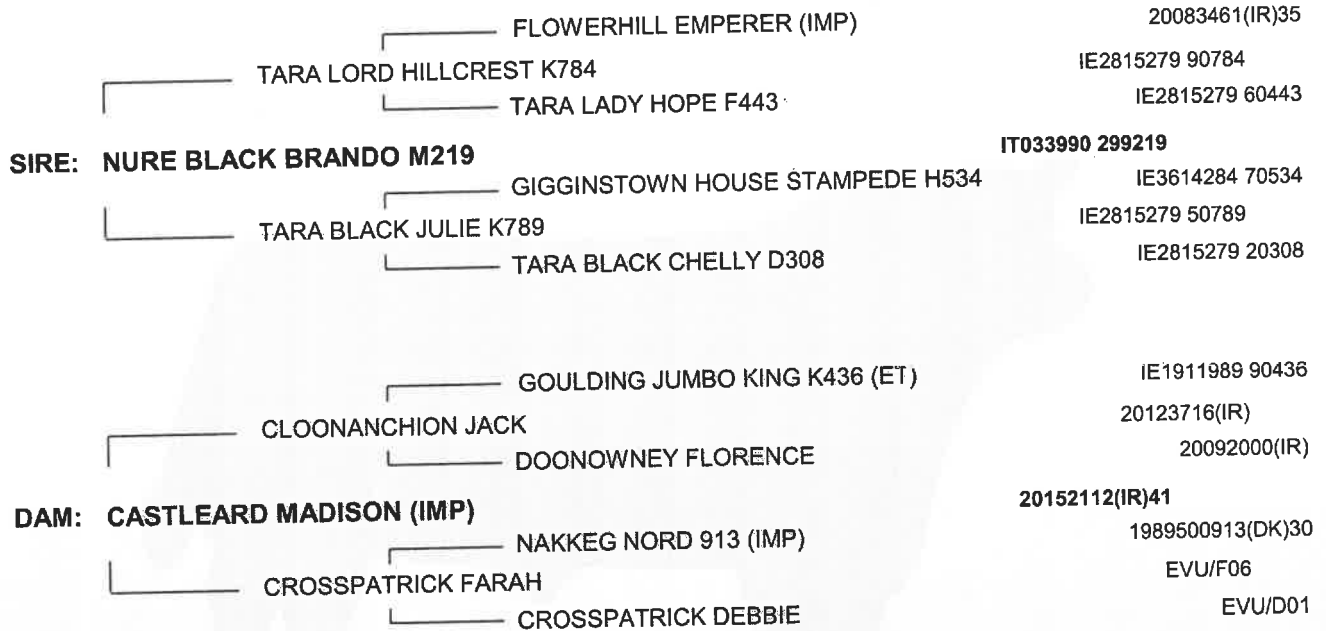 FLOWERHILL EMPERER (IMP) 20083461(IR)35
TARA LORD HILLCREST K784 IE2815279 90784
TARA LADY HOPE F443 IE2815279 60443
SIRE: NURE BLACK BRANDO M219 IT033990 299219
GIGGINSTOWN HOUSE STAMPEDE H534 IE3614284 70534
TARA BLACK JULIE K789 IE2815279 50789
TARA BLACK CHELLY D308 IE2815279 20308
GOULDING JUMBO KING K436 (ET) IE1911989 90436
CLOONANCHION JACK 20123716(IR)
DOONOWNEY FLORENCE 20092000(IR)
DAM: CASTLEARD MADISON (IMP) 20152112(IR)41
NAKKEG NORD 913 (IMP) 1989500913(DK)30
CROSSPATRICK FARAH EVU/F06
CROSSPATRICK DEBBIE EVU/D01